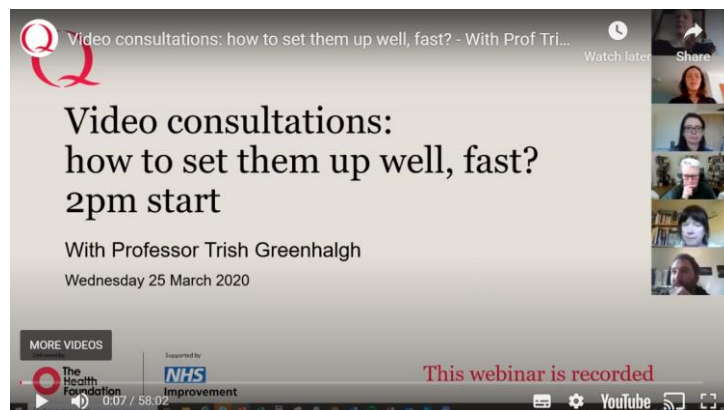 Video consultations: how to set them up well, fast? - With Prof Tri...
Watch later
Share
Video consultations:
how to set them up well, fast?
2pm start
With Professor Trish Greenhalgh
Wednesday 25 March 2020
MORE VIDEOS
Delivered by
The
Health
Foundation
Supported by
NHS
Improvement
This webinar is recorded
0:07 / 58:02
YouTube